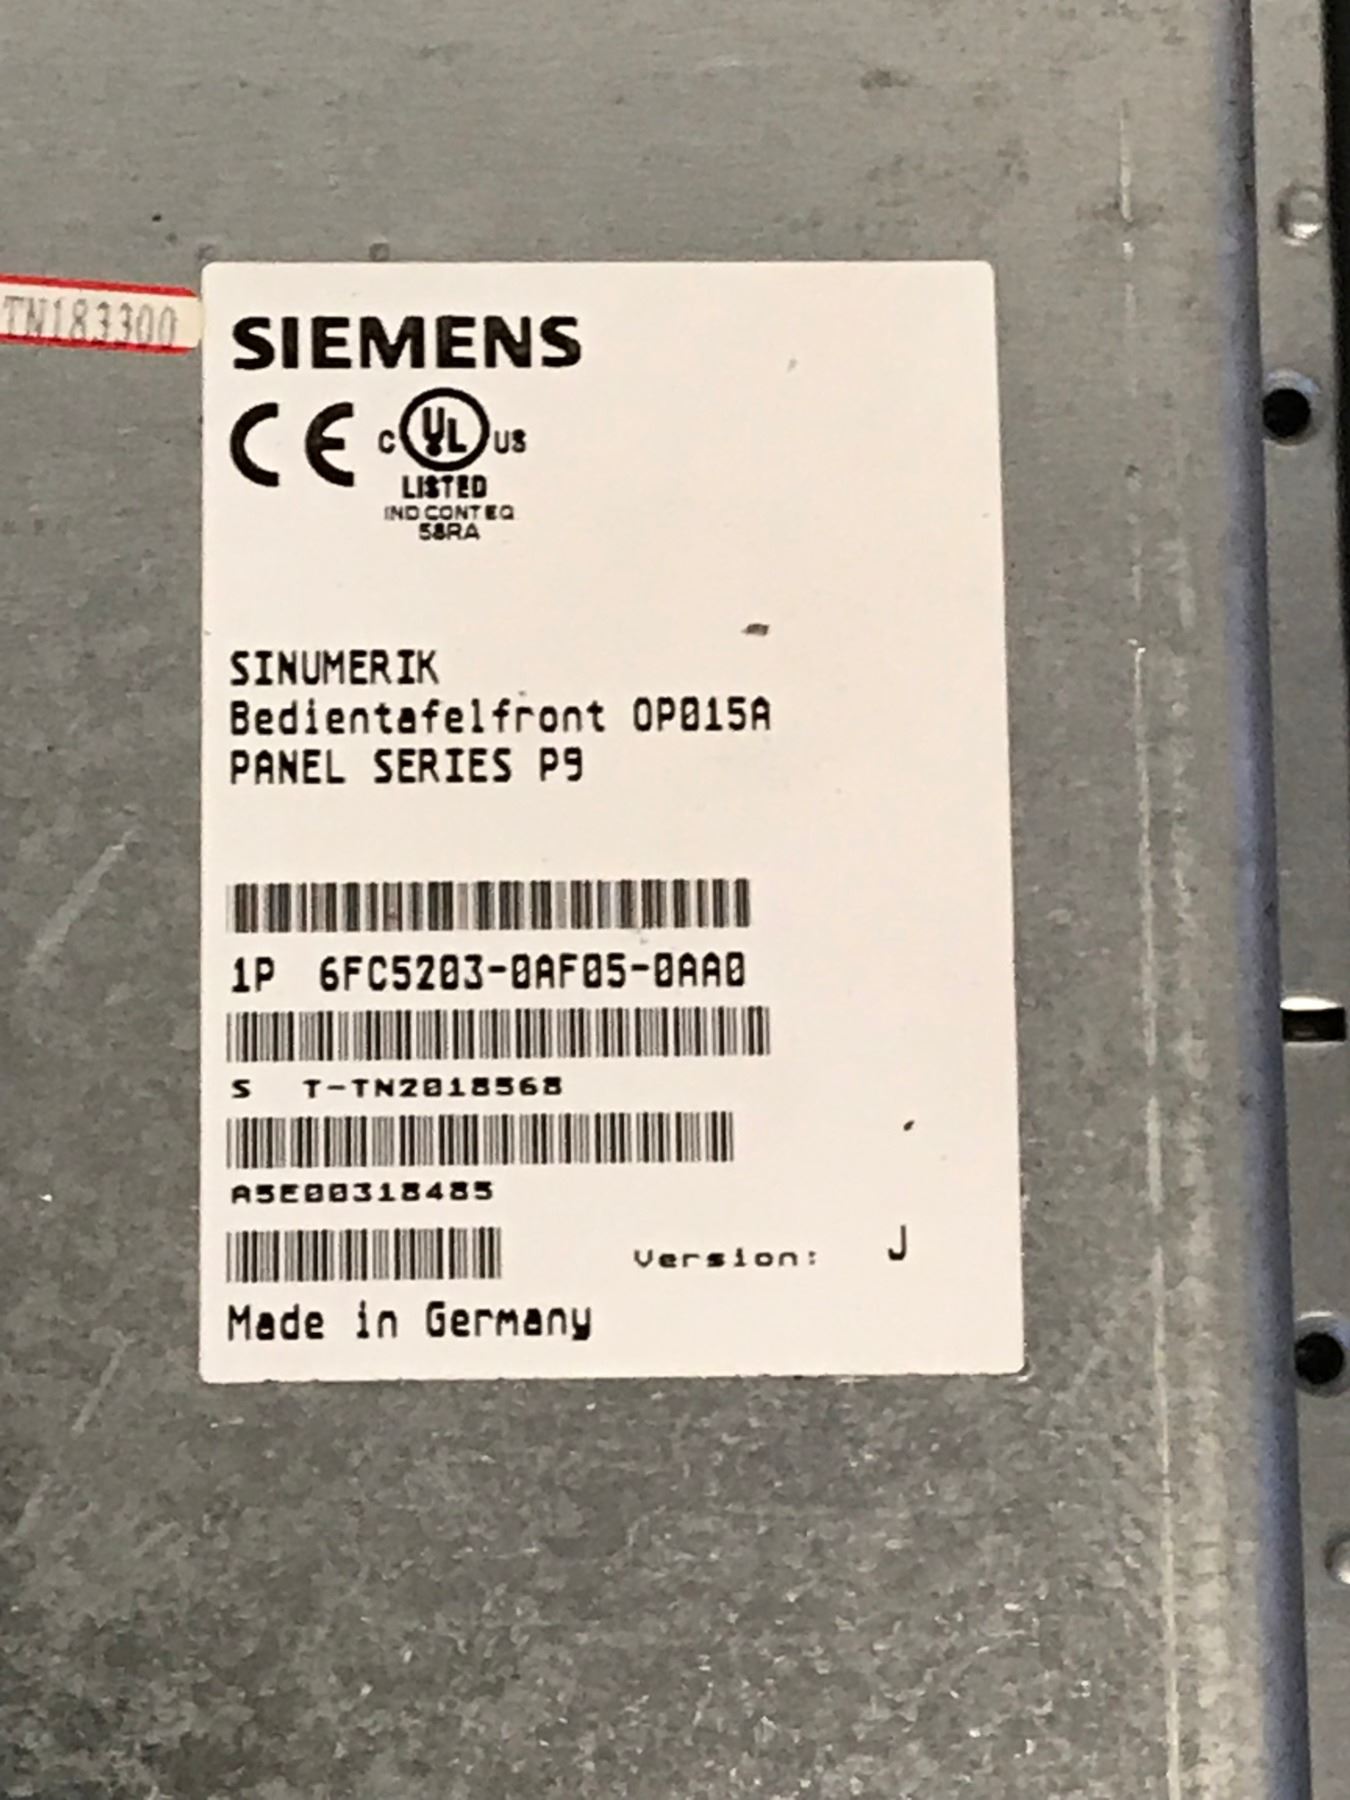 TN183300
SIEMENS
CE C UL US
LISTED
IND CONT EQ
58RA
SINUMERIK
Bedientafelfront OP015A
PANEL SERIES P9
1P 6FC5203-0AF05-0AA0
S T-TN2018568
A5E00318485
Version: J
Made in Germany